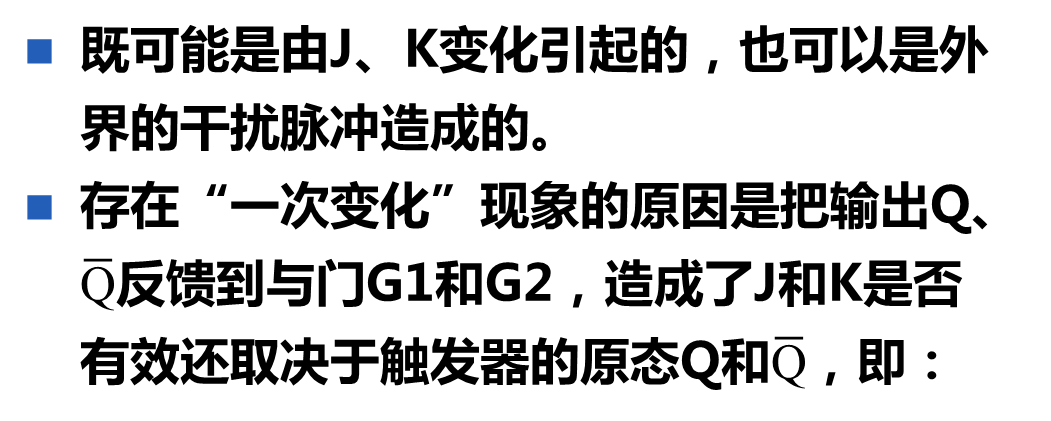 ■ 既可能是由J、K变化引起的，也可以是外
界的干扰脉冲造成的。
■ 存在“一次变化”现象的原因是把输出Q、
Q̅反馈到与门G1和G2，造成了J和K是否
有效还取决于触发器的原态Q和Q̅，即：